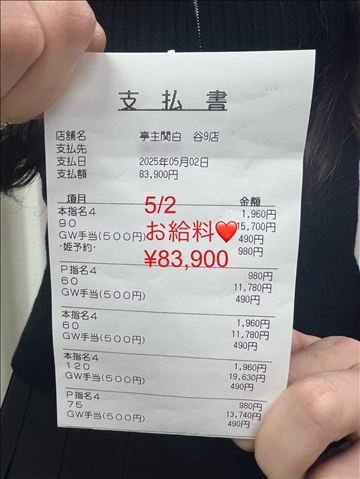 支払書
店舗名 亭主関白 谷9店
支払先
支払日 2025年05月02日
支払額 83,900円
項目 金額
本指名4 1,960円
90 15,700円
GW手当(500円) 490円
・姫予約・ 980円
P指名4 980円
60 11,780円
GW手当(500円) 490円
本指名4 1,960円
60 11,780円
GW手当(500円) 490円
本指名4 1,960円
120 19,630円
GW手当(500円) 490円
P指名4 980円
75 13,740円
GW手当(500円) 490円
5/2
お給料❤
¥83,900